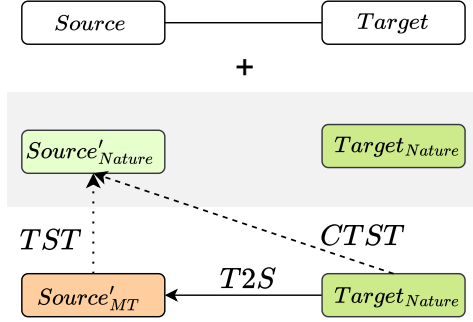 Source Target
+
Source′Nature TargetNature
TST CTST
T2S
Source′MT TargetNature